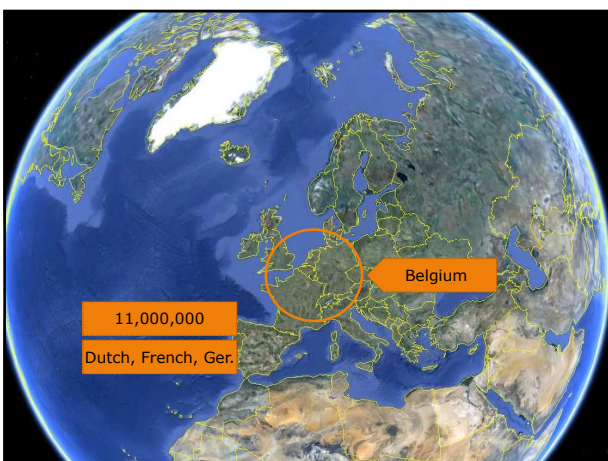 Belgium
11,000,000
Dutch, French, Ger.